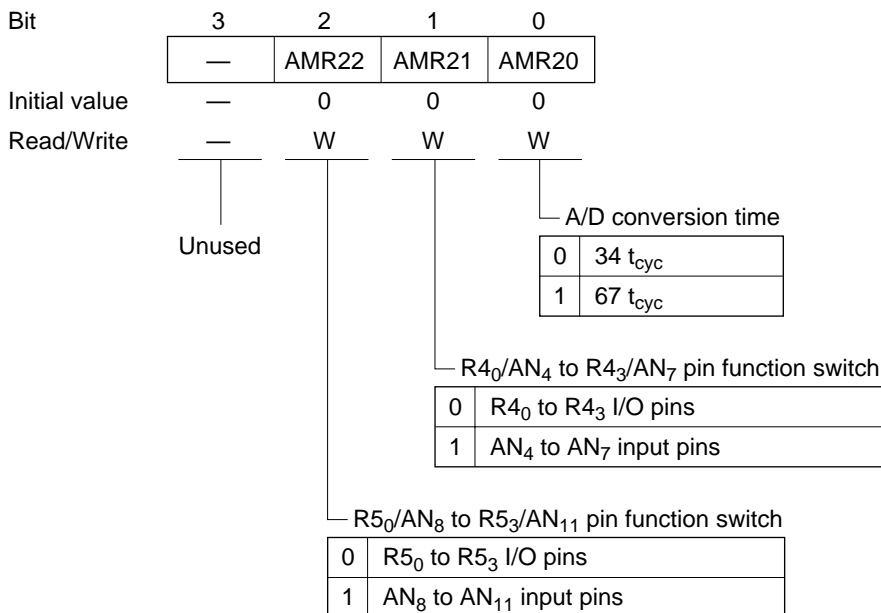 Bit 3 2 1 0
— AMR22 AMR21 AMR20
Initial value — 0 0 0
Read/Write — W W W
A/D conversion time
Unused
0 34 t_cyc
1 67 t_cyc
R4₀/AN₄ to R4₃/AN₇ pin function switch
0 R4₀ to R4₃ I/O pins
1 AN₄ to AN₇ input pins
R5₀/AN₈ to R5₃/AN₁₁ pin function switch
0 R5₀ to R5₃ I/O pins
1 AN₈ to AN₁₁ input pins